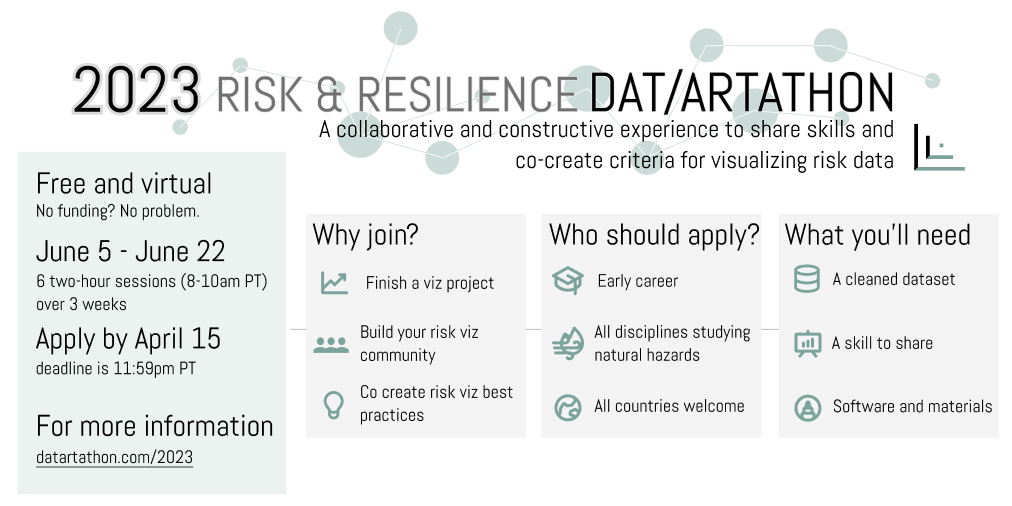 2023 RISK & RESILIENCE DAT/ARTATHON
A collaborative and constructive experience to share skills and
co-create criteria for visualizing risk data
Free and virtual
No funding? No problem.
June 5 - June 22
6 two-hour sessions (8-10am PT)
over 3 weeks
Apply by April 15
deadline is 11:59pm PT
For more information
datartathon.com/2023
Why join?
Finish a viz project
Build your risk viz
community
Co create risk viz best
practices
Who should apply?
Early career
All disciplines studying
natural hazards
All countries welcome
What you'll need
A cleaned dataset
A skill to share
Software and materials